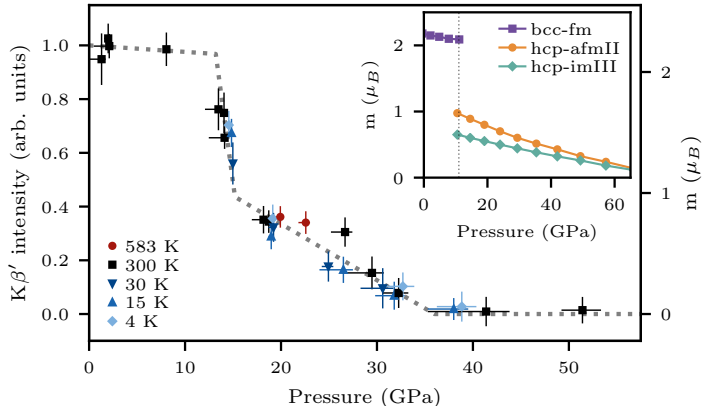 Kβ′ intensity (arb. units)
1.0
0.8
0.6
0.4
0.2
0.0
0
10
20
30
40
50
Pressure (GPa)
m (μB)
2
1
0
583 K
300 K
30 K
15 K
4 K
bcc-fm
hcp-afmII
hcp-imIII
m (μB)
2
1
0
0
20
40
60
Pressure (GPa)